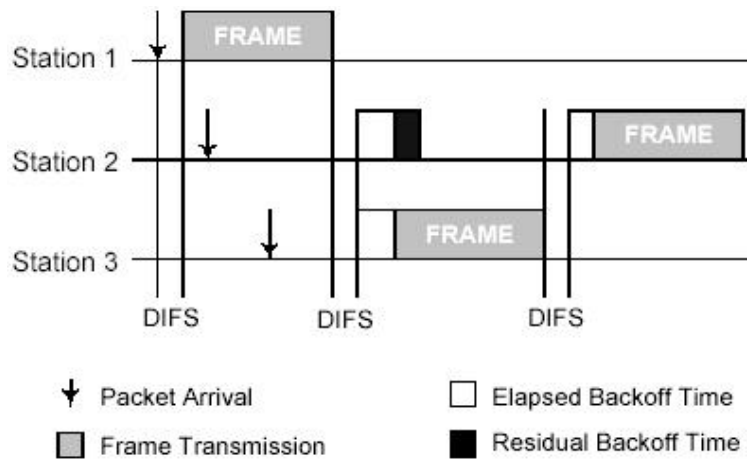 FRAME
Station 1
FRAME
Station 2
FRAME
Station 3
DIFS DIFS DIFS
Packet Arrival Elapsed Backoff Time
Frame Transmission Residual Backoff Time